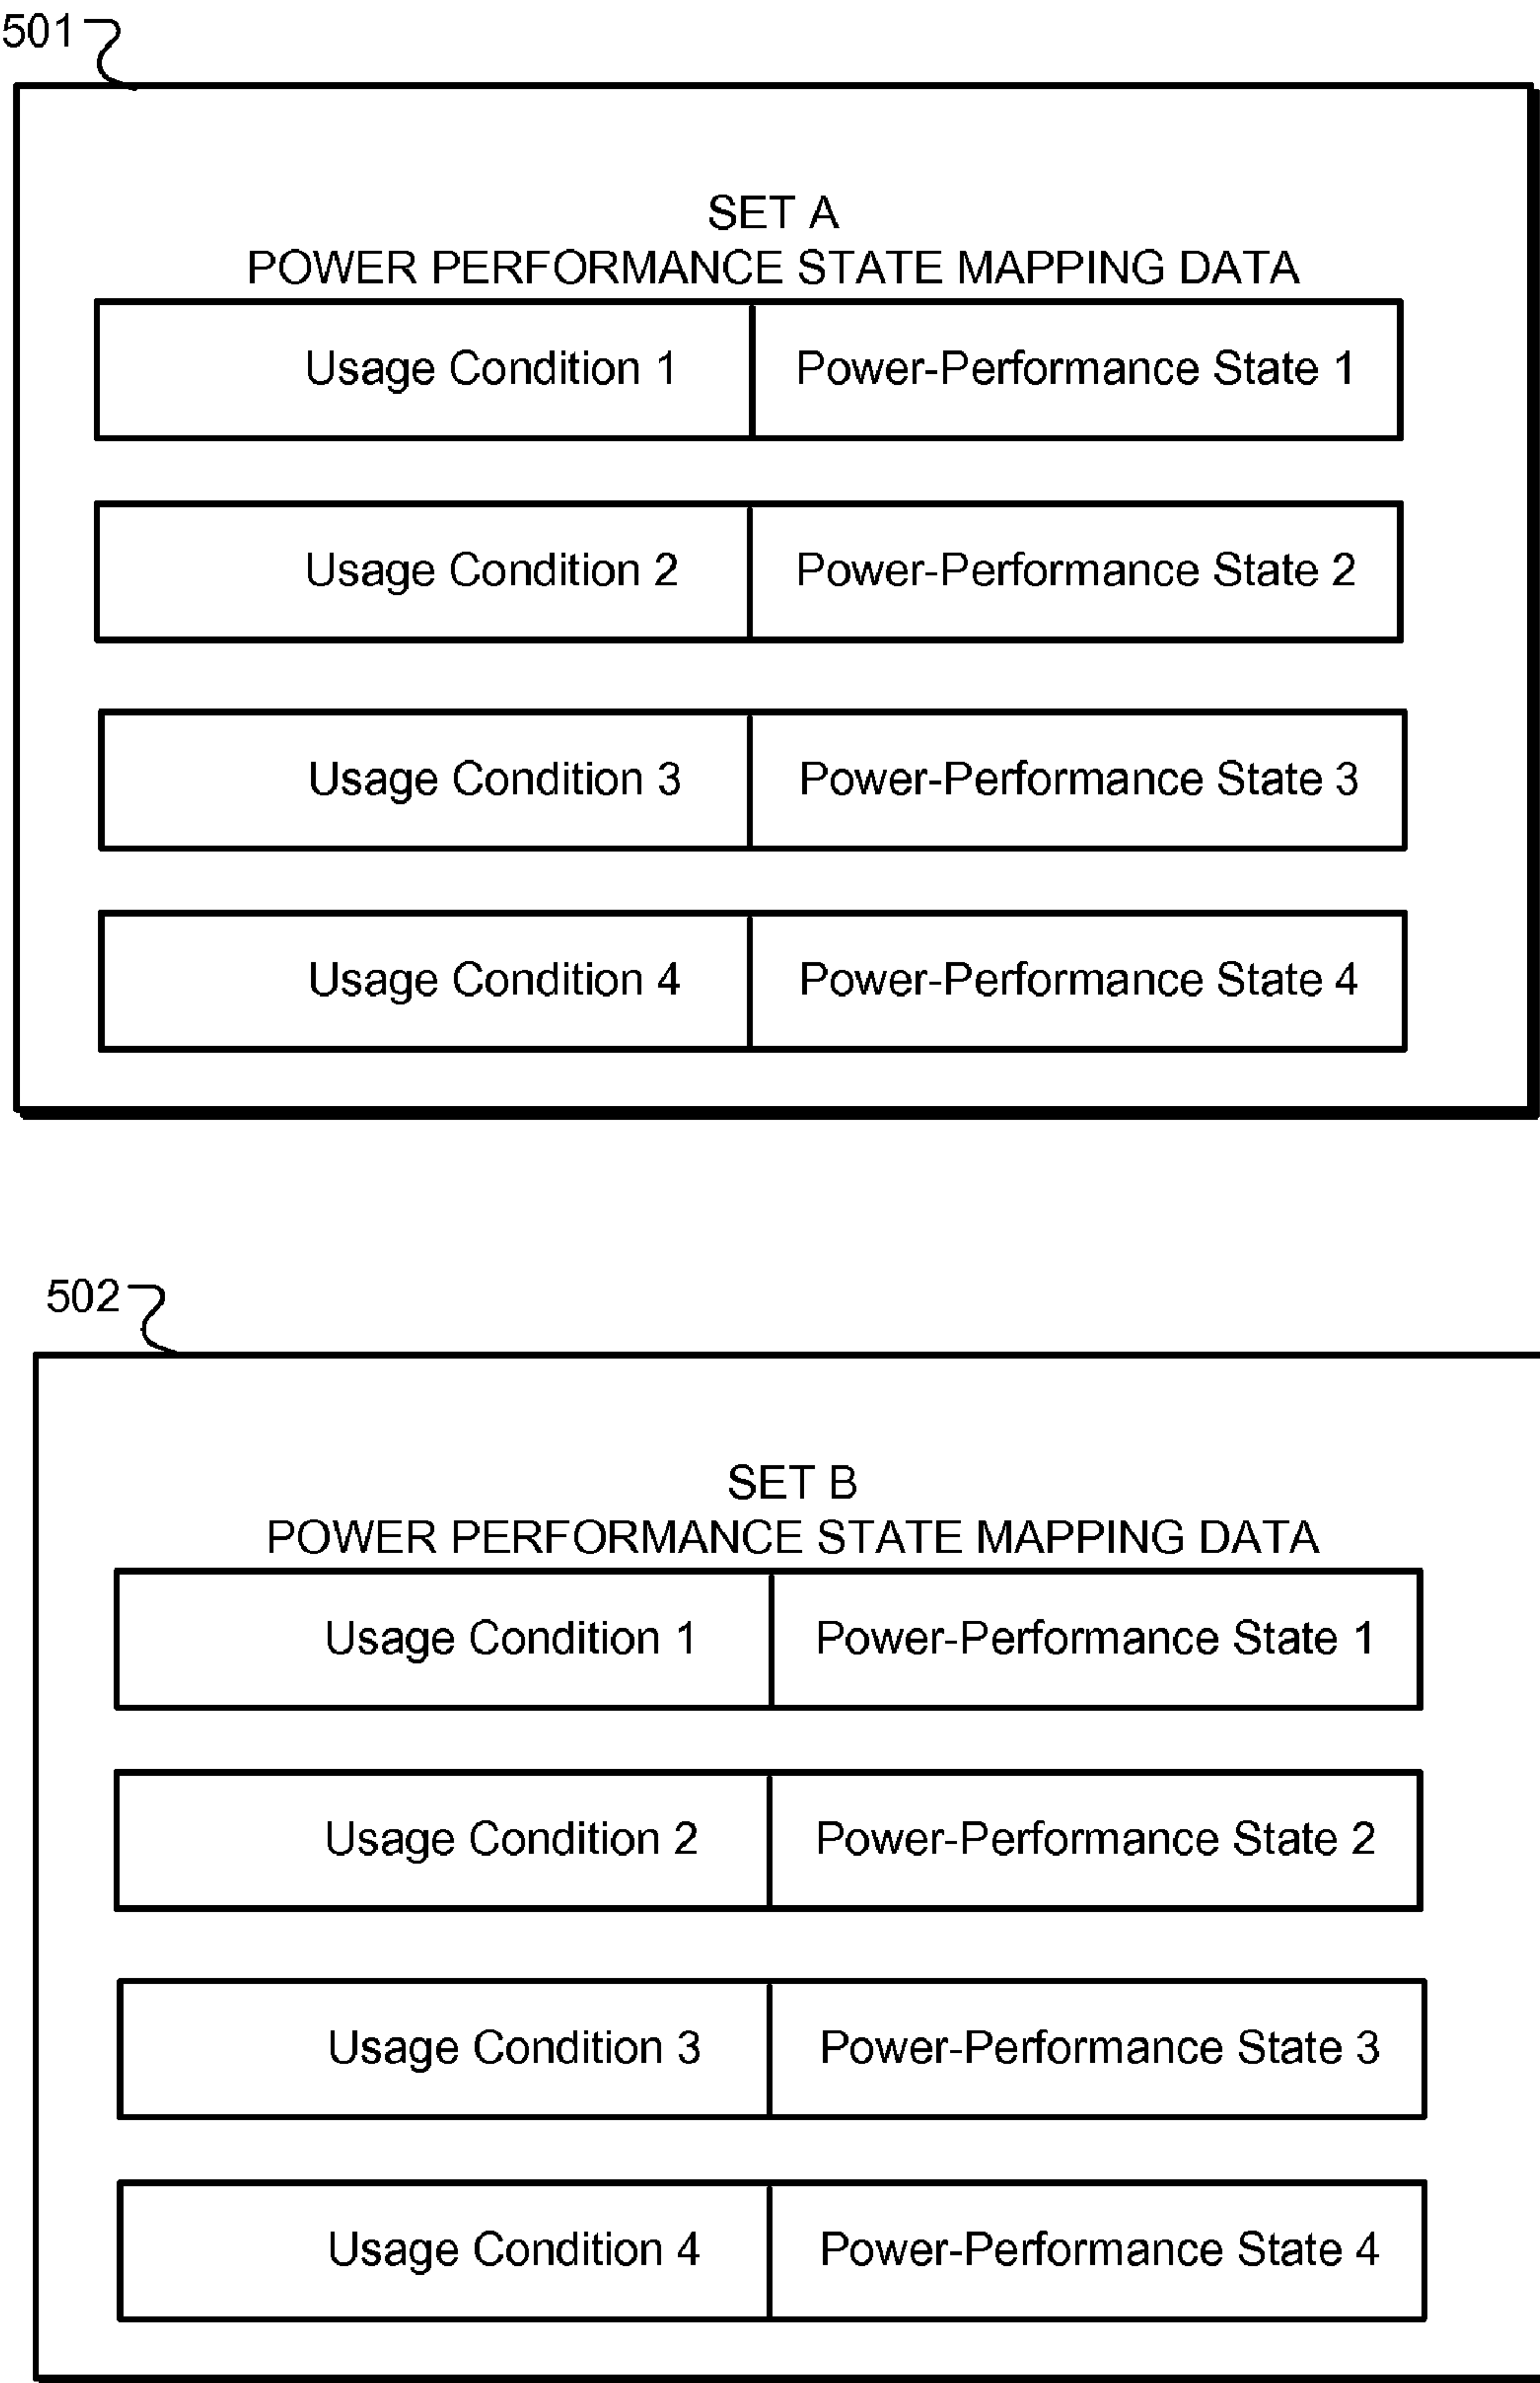 501
SET A
POWER PERFORMANCE STATE MAPPING DATA
Usage Condition 1 Power-Performance State 1
Usage Condition 2 Power-Performance State 2
Usage Condition 3 Power-Performance State 3
Usage Condition 4 Power-Performance State 4
502
SET B
POWER PERFORMANCE STATE MAPPING DATA
Usage Condition 1 Power-Performance State 1
Usage Condition 2 Power-Performance State 2
Usage Condition 3 Power-Performance State 3
Usage Condition 4 Power-Performance State 4